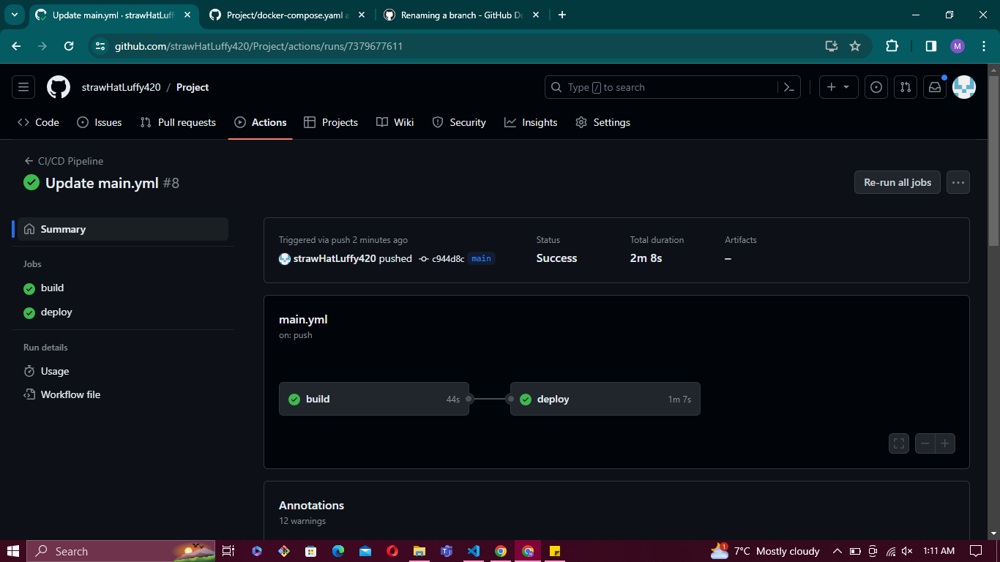 Update main.yml · strawHatLuff
Project/docker-compose.yaml a
Renaming a branch - GitHub Do
github.com/strawHatLuffy420/Project/actions/runs/7379677611
M
strawHatLuffy420 / Project
Type / to search
Code
Issues
Pull requests
Actions
Projects
Wiki
Security
Insights
Settings
CI/CD Pipeline
Update main.yml #8
Re-run all jobs
Summary
Jobs
build
deploy
Run details
Usage
Workflow file
Triggered via push 2 minutes ago
strawHatLuffy420 pushed c944d8c main
Status
Success
Total duration
2m 8s
Artifacts
–
main.yml
on: push
build 44s
deploy 1m 7s
Annotations
12 warnings
Search
1
7°C Mostly cloudy
1:11 AM